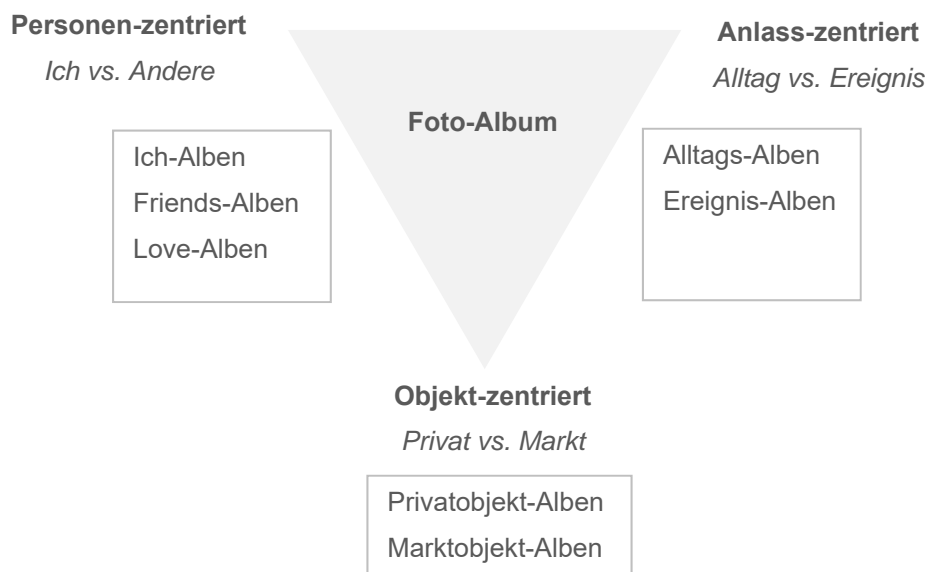 Personen-zentriert
Ich vs. Andere
Anlass-zentriert
Alltag vs. Ereignis
Foto-Album
Ich-Alben
Friends-Alben
Love-Alben
Alltags-Alben
Ereignis-Alben
Objekt-zentriert
Privat vs. Markt
Privatobjekt-Alben
Marktobjekt-Alben